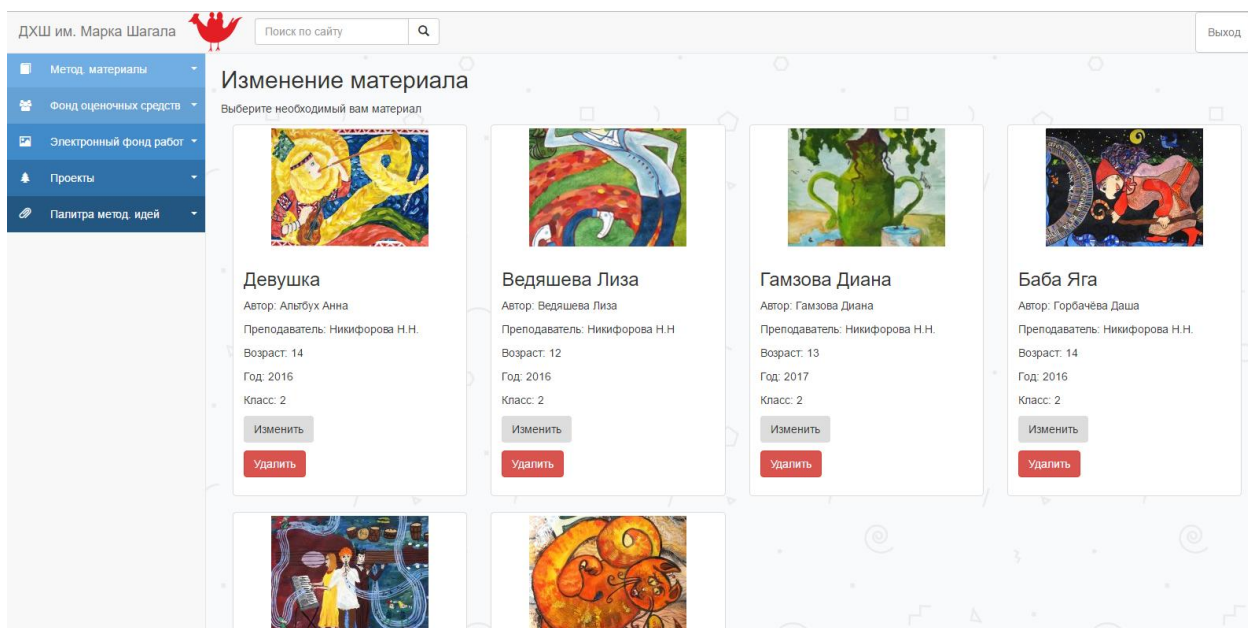 ДХШ им. Марка Шагала
Поиск по сайту
Выход
Метод. материалы
Фонд оценочных средств
Электронный фонд работ
Проекты
Палитра метод. идей
Изменение материала
Выберите необходимый вам материал
Девушка
Автор: Альтбух Анна
Преподаватель: Никифорова Н.Н.
Возраст: 14
Год: 2016
Класс: 2
Изменить
Удалить
Ведяшева Лиза
Автор: Ведяшева Лиза
Преподаватель: Никифорова Н.Н
Возраст: 12
Год: 2016
Класс: 2
Изменить
Удалить
Гамзова Диана
Автор: Гамзова Диана
Преподаватель: Никифорова Н.Н.
Возраст: 13
Год: 2017
Класс: 2
Изменить
Удалить
Баба Яга
Автор: Горбачёва Даша
Преподаватель: Никифорова Н.Н.
Возраст: 14
Год: 2016
Класс: 2
Изменить
Удалить